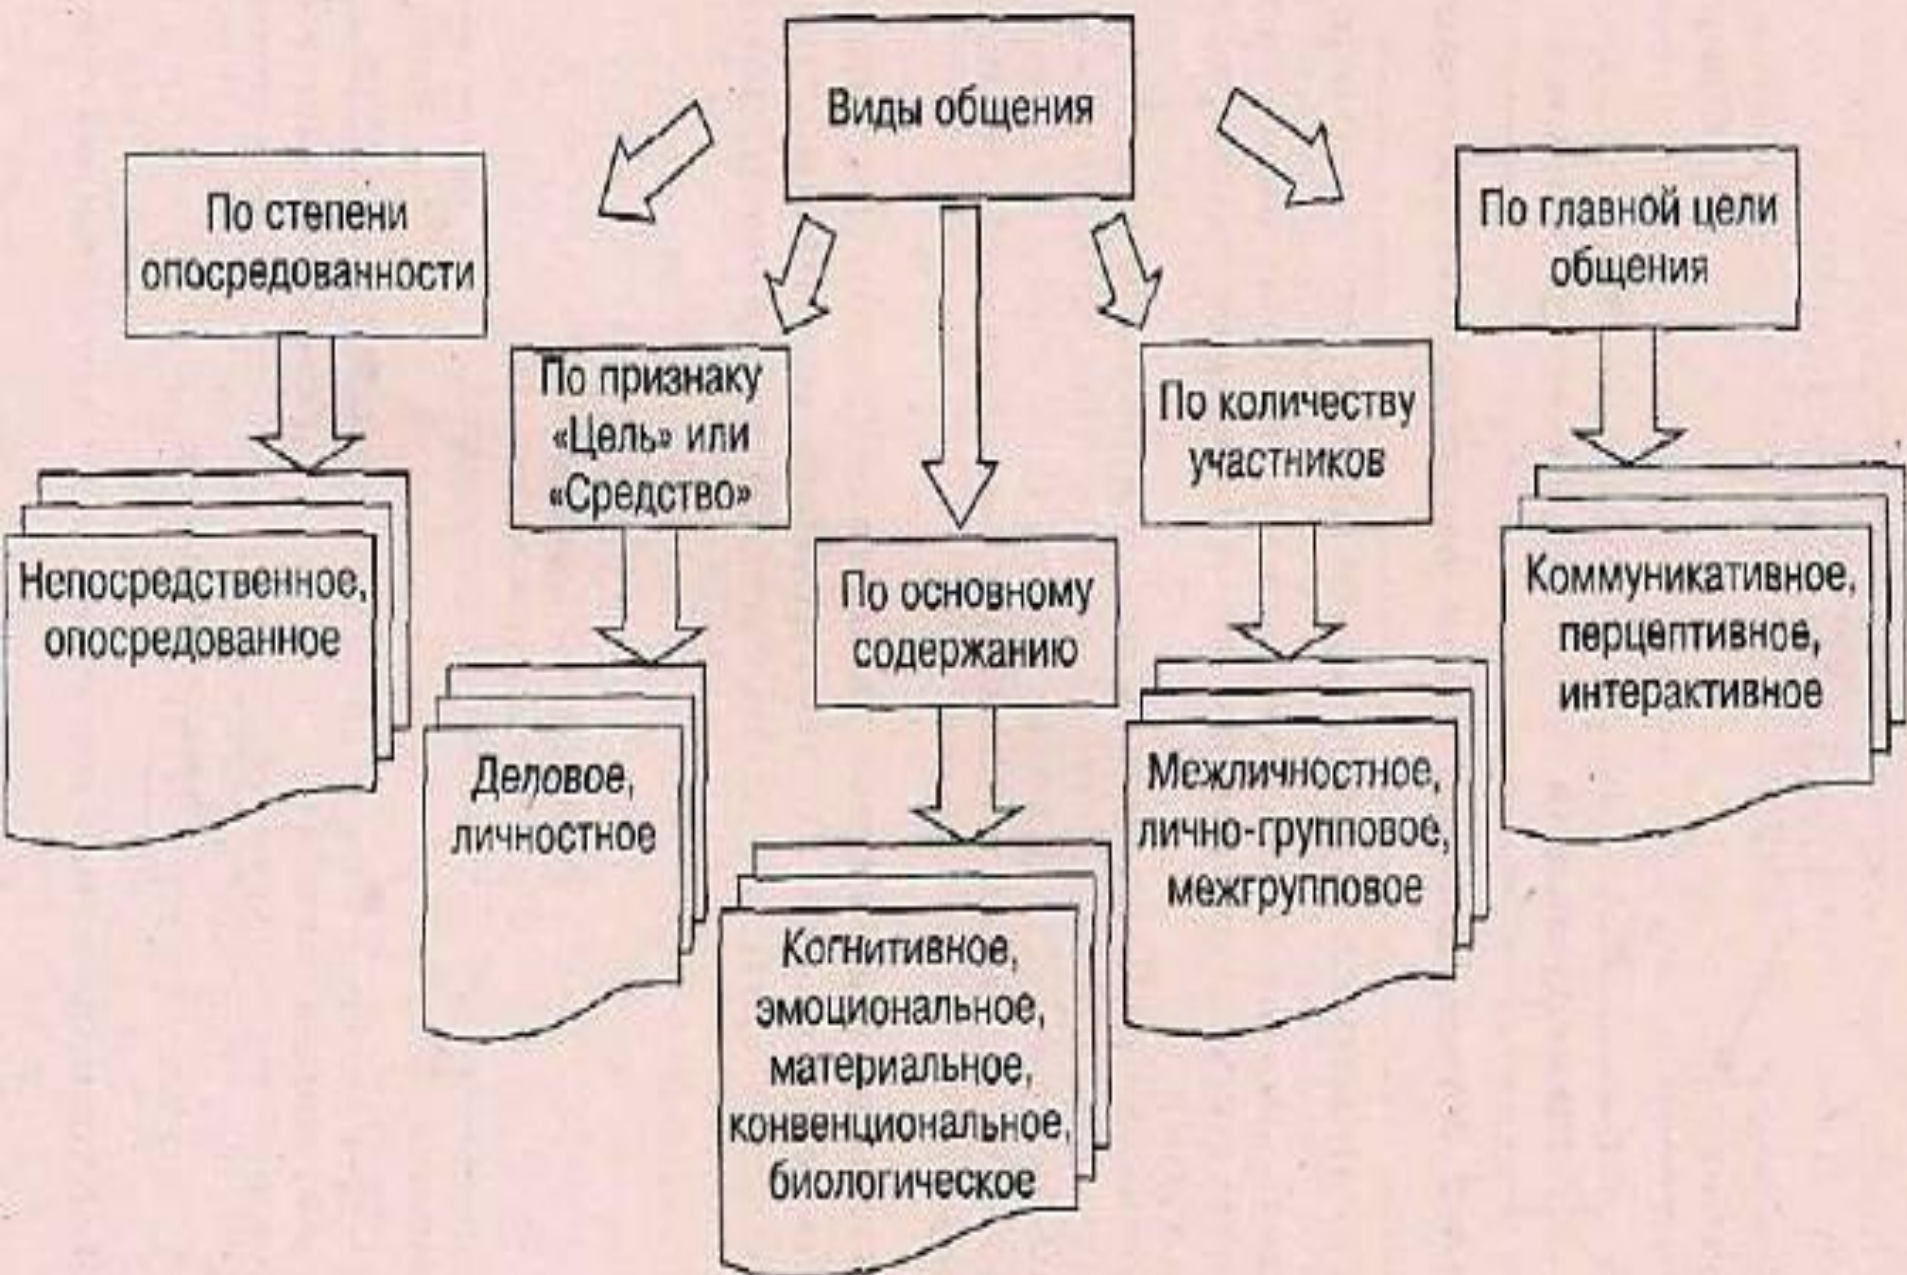 Виды общения
По степени
опосредованности
Непосредственное,
опосредованное
По признаку
«Цель» или
«Средство»
Деловое,
личностное
По основному
содержанию
Когнитивное,
эмоциональное,
материальное,
конвенциональное,
биологическое
По количеству
участников
Межличностное,
лично-групповое,
межгрупповое
По главной цели
общения
Коммуникативное,
перцептивное,
интерактивное